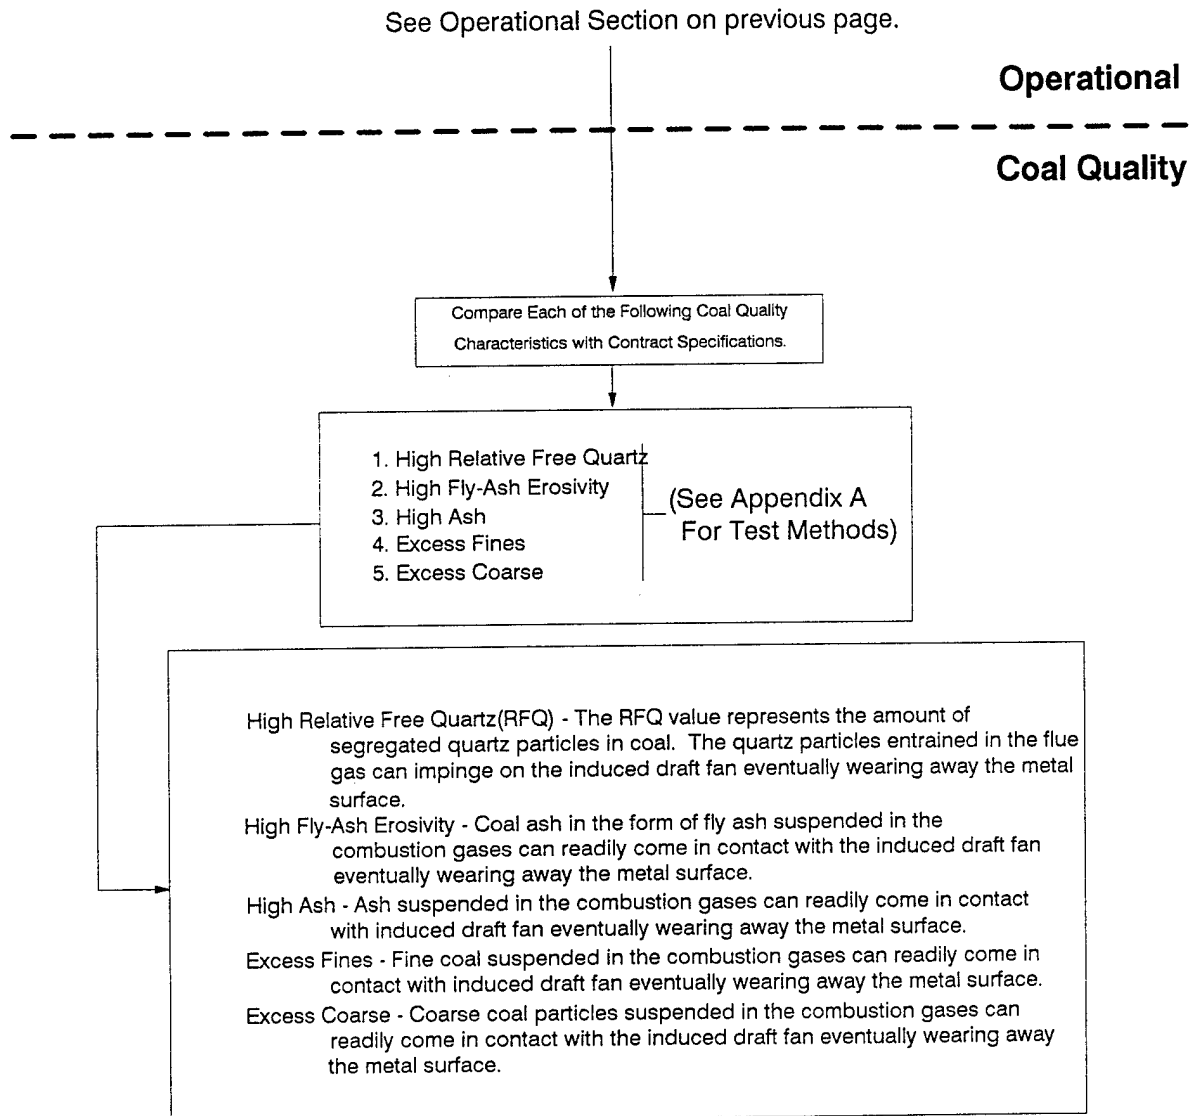 See Operational Section on previous page.
Operational
Coal Quality
Compare Each of the Following Coal Quality
Characteristics with Contract Specifications.
1. High Relative Free Quartz
2. High Fly-Ash Erosivity
3. High Ash
4. Excess Fines
5. Excess Coarse
(See Appendix A
For Test Methods)
High Relative Free Quartz(RFQ) - The RFQ value represents the amount of
segregated quartz particles in coal. The quartz particles entrained in the flue
gas can impinge on the induced draft fan eventually wearing away the metal
surface.
High Fly-Ash Erosivity - Coal ash in the form of fly ash suspended in the
combustion gases can readily come in contact with the induced draft fan
eventually wearing away the metal surface.
High Ash - Ash suspended in the combustion gases can readily come in contact
with induced draft fan eventually wearing away the metal surface.
Excess Fines - Fine coal suspended in the combustion gases can readily come in
contact with induced draft fan eventually wearing away the metal surface.
Excess Coarse - Coarse coal particles suspended in the combustion gases can
readily come in contact with the induced draft fan eventually wearing away
the metal surface.